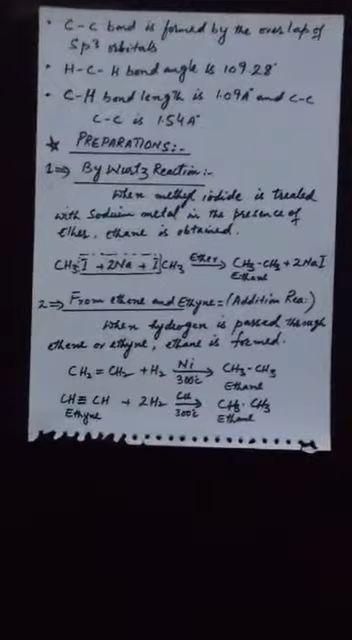 • C-C bond is formed by the overlap of
Sp3 orbitals
• H-C-H bond angle is 109.28°
• C-H bond length is 1.09A° and C-C
C-C is 1.54A°
★ PREPARATIONS:-
1⇒ By Wurtz Reaction:-
When methyl iodide is treated
with Sodium metal in the presence of
Ether, ethane is obtained.
CH3 I + 2Na + I CH3 Ether→ CH3-CH3 + 2NaI
Ethane
2⇒ From ethene and Ethyne=(Addition Rea:)
When hydrogen is passed through
ethene or ethyne, ethane is formed.
CH2=CH2 + H2 Ni→ 300°C CH3-CH3
Ethane
CH≡CH + 2H2 → 300°C CH3-CH3
Ethyne Ethane